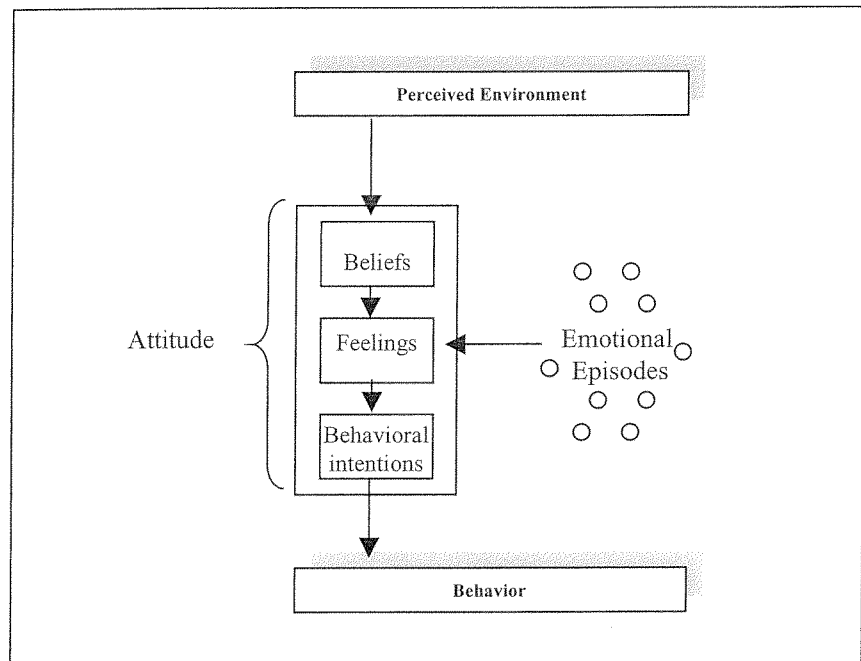 Perceived Environment
Beliefs
Attitude
Feelings
Emotional
Episodes
Behavioral
intentions
Behavior